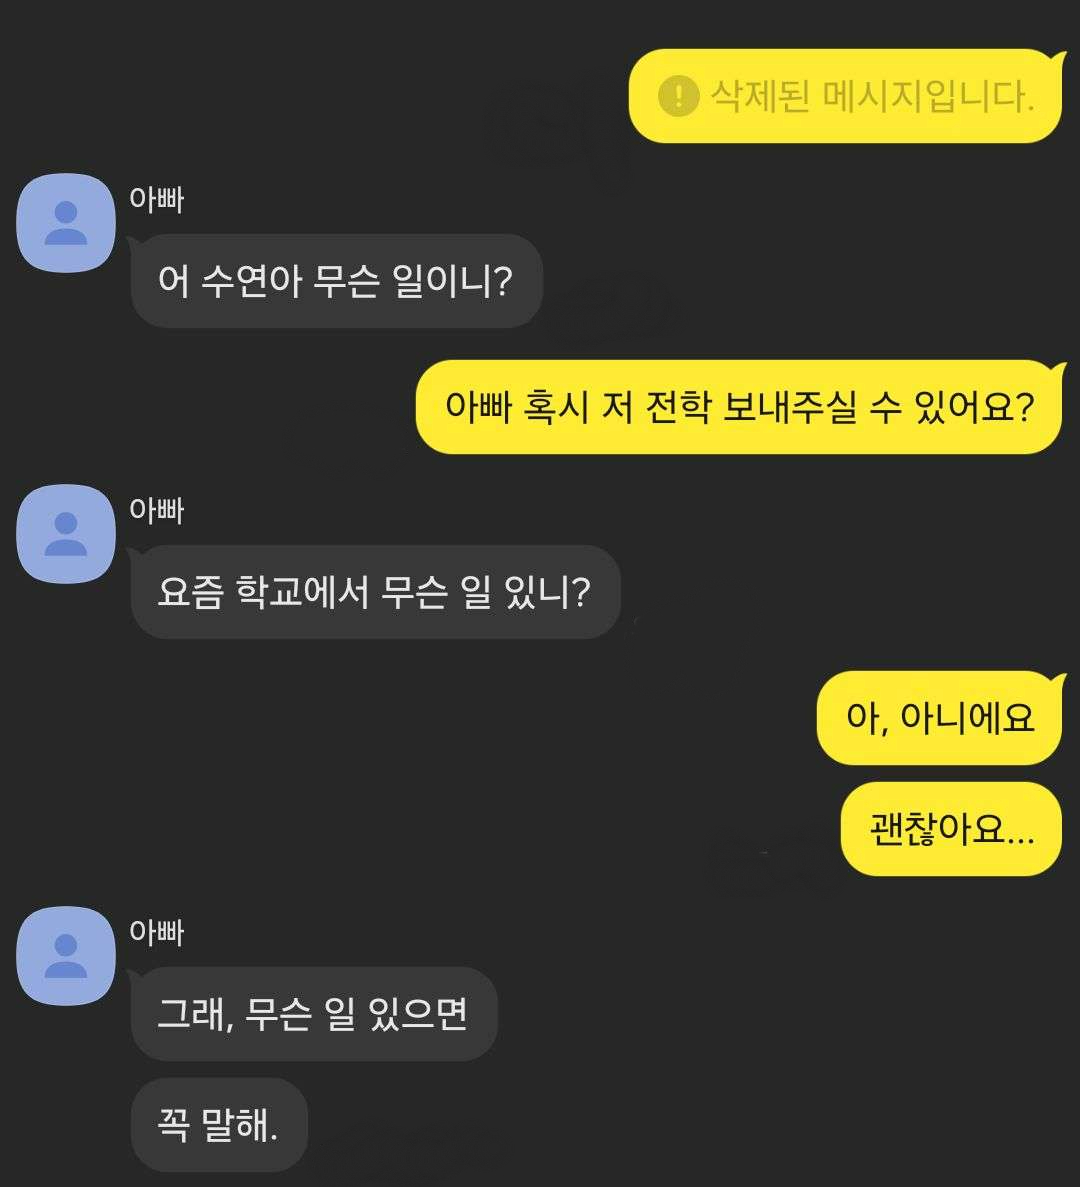 삭제된 메시지입니다.
아빠
어 수연아 무슨 일이니?
아빠 혹시 저 전학 보내주실 수 있어요?
아빠
요즘 학교에서 무슨 일 있니?
아, 아니에요
괜찮아요...
아빠
그래, 무슨 일 있으면
꼭 말해.